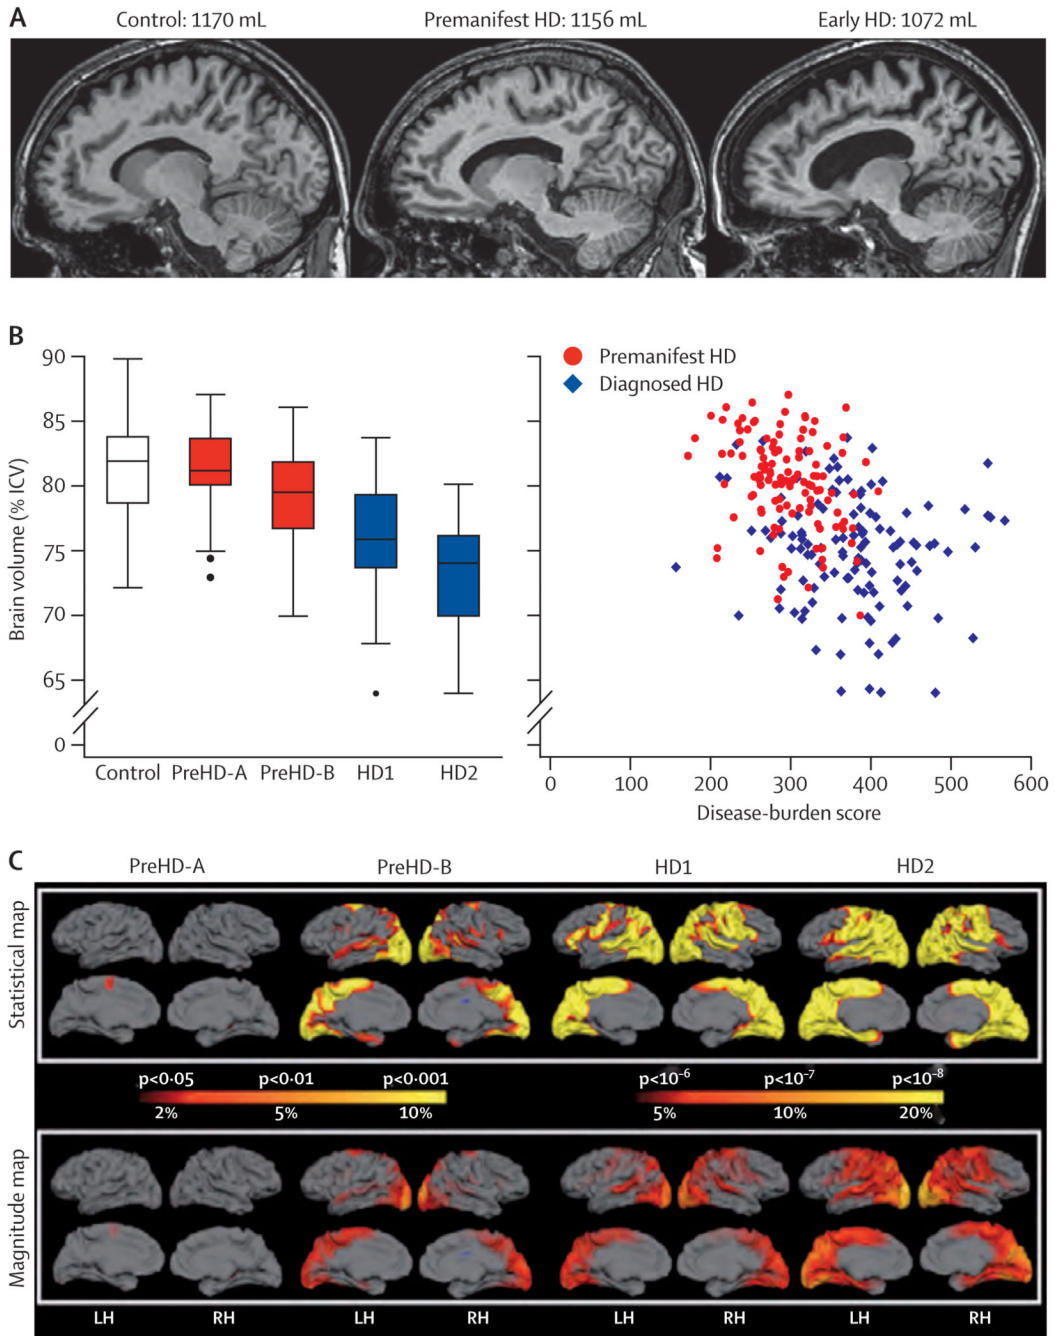 A
Control: 1170 mL Premanifest HD: 1156 mL Early HD: 1072 mL
B
Brain volume (% ICV)
90
85
80
75
70
65
0
Control PreHD-A PreHD-B HD1 HD2
Premanifest HD
Diagnosed HD
0 100 200 300 400 500 600
Disease-burden score
C
PreHD-A PreHD-B HD1 HD2
Statistical map
p<0·05 p<0·01 p<0·001 p<10⁻⁶ p<10⁻⁷ p<10⁻⁸
2% 5% 10% 5% 10% 20%
Magnitude map
LH RH LH RH LH RH LH RH